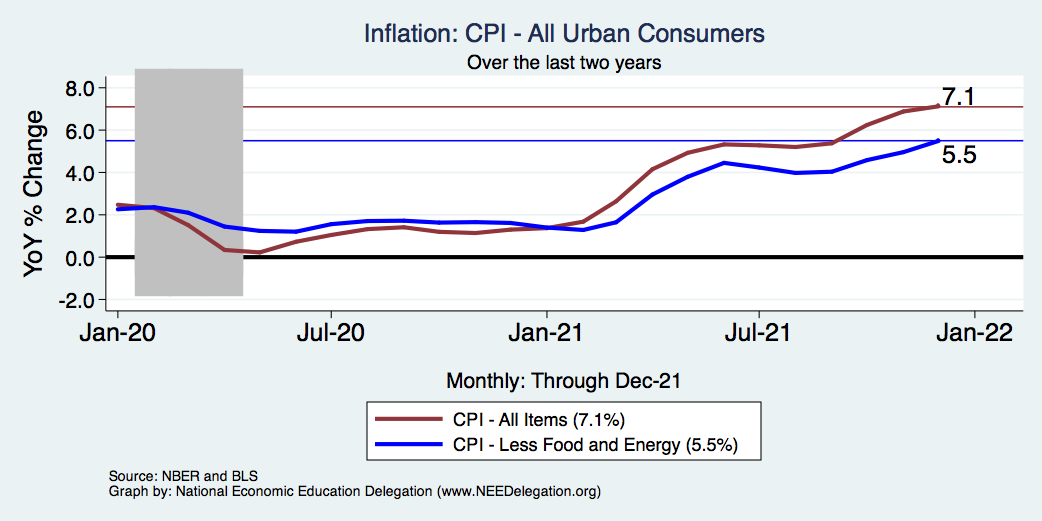 Inflation: CPI - All Urban Consumers
Over the last two years
YoY % Change
8.0
6.0
4.0
2.0
0.0
-2.0
7.1
5.5
Jan-20 Jul-20 Jan-21 Jul-21 Jan-22
Monthly: Through Dec-21
CPI - All Items (7.1%)
CPI - Less Food and Energy (5.5%)
Source: NBER and BLS
Graph by: National Economic Education Delegation (www.NEEDelegation.org)